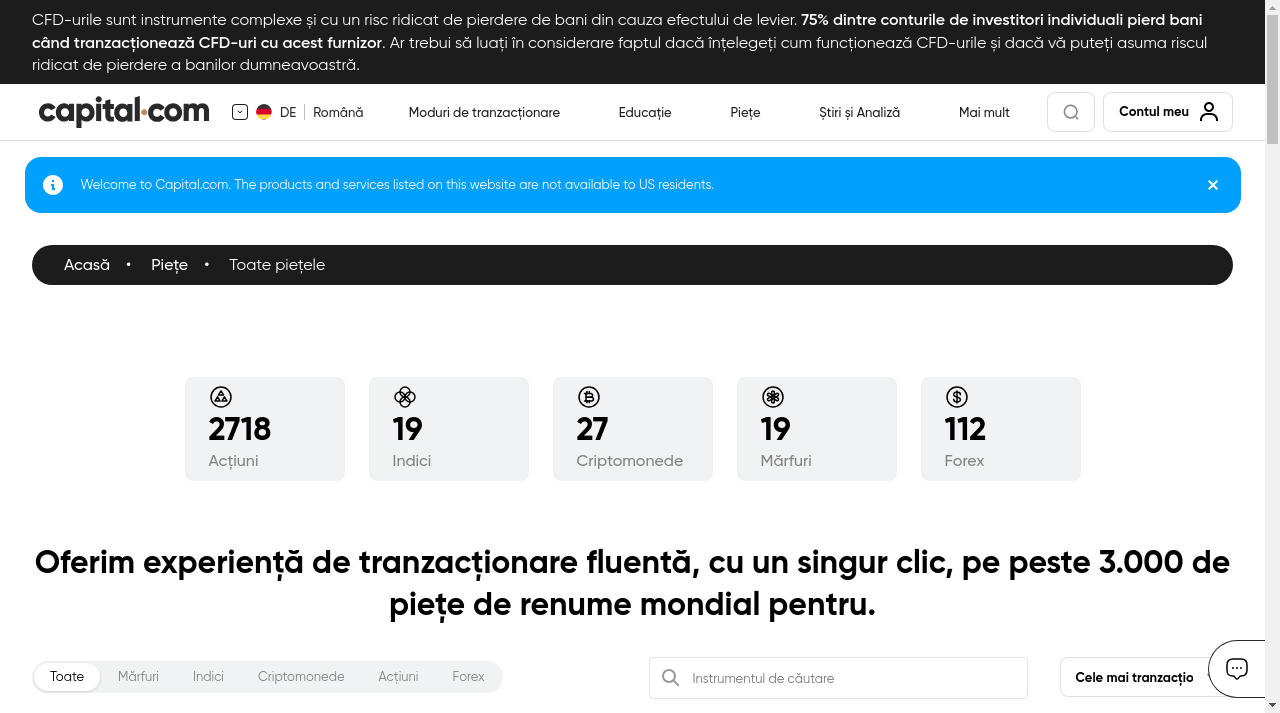 CFD-urile sunt instrumente complexe și cu un risc ridicat de pierdere de bani din cauza efectului de levier. 75% dintre conturile de investitori individuali pierd bani
când tranzacționează CFD-uri cu acest furnizor. Ar trebui să luați în considerare faptul dacă înțelegeți cum funcționează CFD-urile și dacă vă puteți asuma riscul
ridicat de pierdere a banilor dumneavoastră.
capital.com DE Română Moduri de tranzacționare Educație Piețe Știri și Analiză Mai mult Contul meu
Welcome to Capital.com. The products and services listed on this website are not available to US residents.
Acasă • Piețe • Toate piețele
2718 19 27 19 112
Acțiuni Indici Criptomonede Mărfuri Forex
Oferim experiență de tranzacționare fluentă, cu un singur clic, pe peste 3.000 de
piețe de renume mondial pentru.
Toate Mărfuri Indici Criptomonede Acțiuni Forex Instrumentul de căutare Cele mai tranzacțio